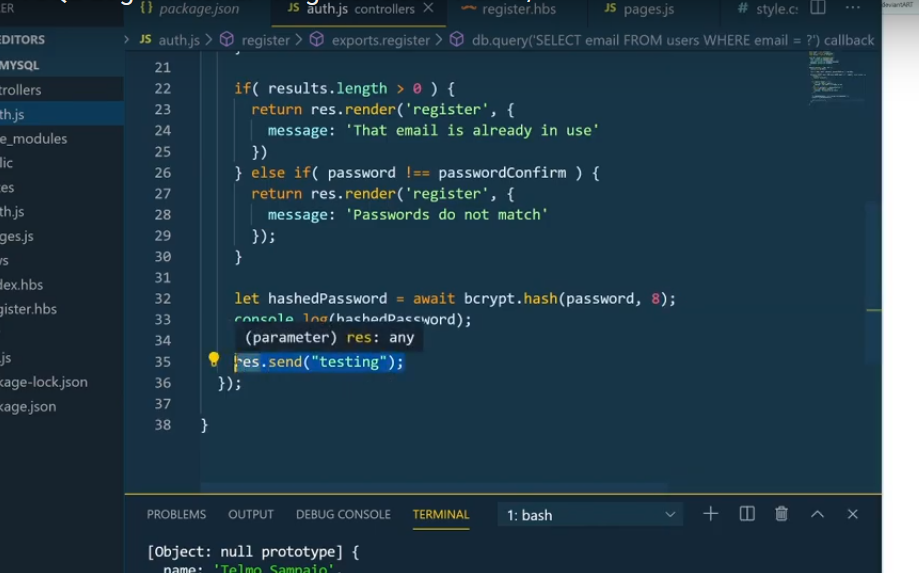 ER
{} package.json
JS auth.js controllers ×
register.hbs
JS pages.js
# style.c
deviantART
EDITORS
> JS auth.js > register > exports.register > db.query('SELECT email FROM users WHERE email = ?') callback
MYSQL
trollers
th.js
e_modules
lic
es
th.js
ges.js
s
dex.hbs
gister.hbs
.js
kage-lock.json
kage.json
21
22 if( results.length > 0 ) {
23 return res.render('register', {
24 message: 'That email is already in use'
25 })
26 } else if( password !== passwordConfirm ) {
27 return res.render('register', {
28 message: 'Passwords do not match'
29 });
30 }
31
32 let hashedPassword = await bcrypt.hash(password, 8);
33 console.log(hashedPassword);
34 (parameter) res: any
35 res.send("testing");
36 });
37
38 }
PROBLEMS OUTPUT DEBUG CONSOLE TERMINAL 1: bash
[Object: null prototype] {
name: 'Telmo Sampaio',